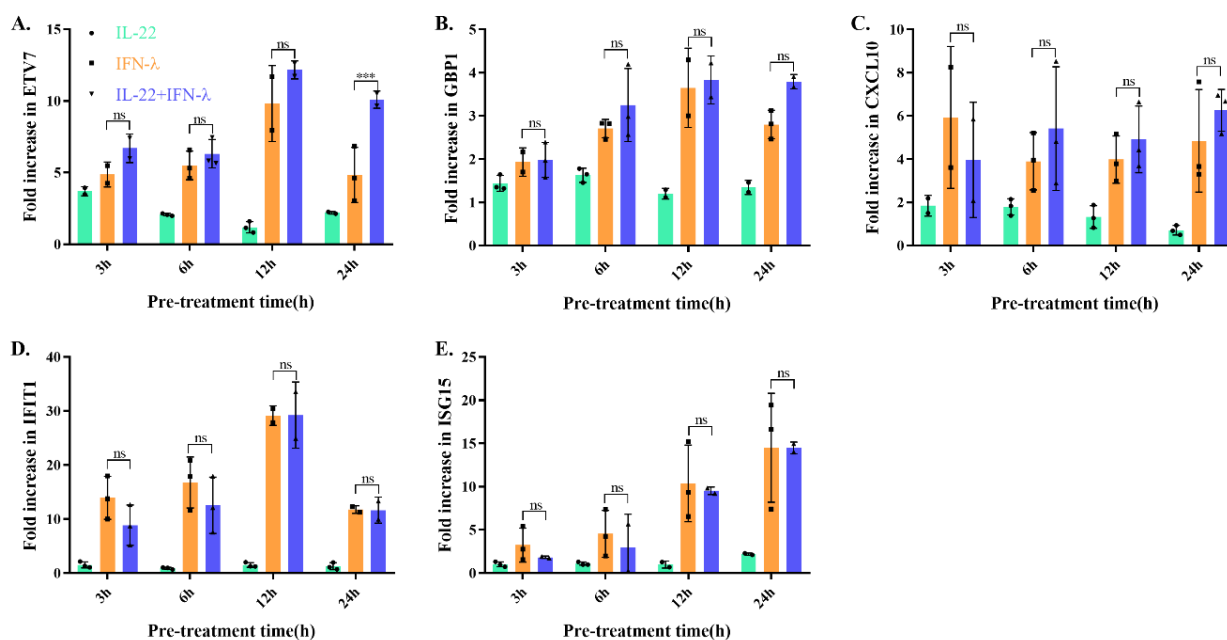 A.
IL-22
IFN-λ
IL-22+IFN-λ
Fold increase in ETV7
15
10
5
0
ns
ns
ns
***
3h
6h
12h
24h
Pre-treatment time(h)
B.
Fold increase in GBP1
5
4
3
2
1
0
ns
ns
ns
ns
3h
6h
12h
24h
Pre-treatment time(h)
C.
Fold increase in CXCL10
10
8
6
4
2
0
ns
ns
ns
ns
3h
6h
12h
24h
Pre-treatment time(h)
D.
Fold increase in IFIT1
40
30
20
10
0
ns
ns
ns
ns
3h
6h
12h
24h
Pre-treatment time(h)
E.
Fold increase in ISG15
25
20
15
10
5
0
ns
ns
ns
ns
3h
6h
12h
24h
Pre-treatment time(h)